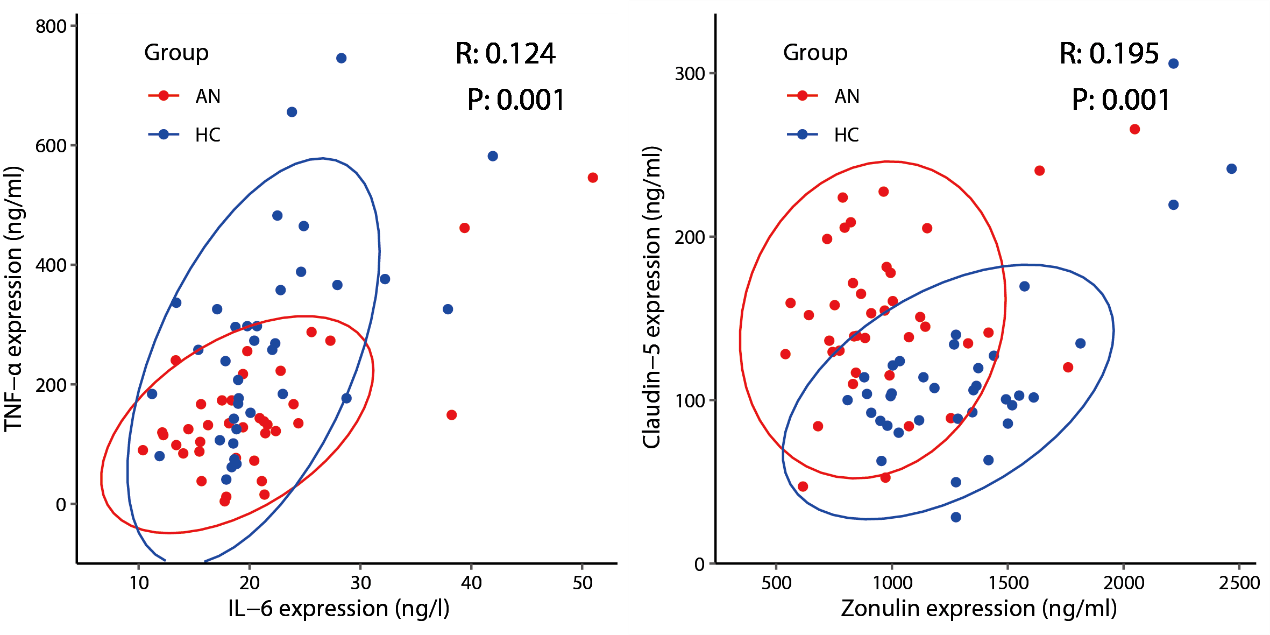 Group
AN
HC
R: 0.124
P: 0.001
800
600
400
200
0
10 20 30 40 50
TNF−α expression (ng/ml)
IL−6 expression (ng/l)
Group
AN
HC
R: 0.195
P: 0.001
300
200
100
0
500 1000 1500 2000 2500
Claudin−5 expression (ng/ml)
Zonulin expression (ng/ml)